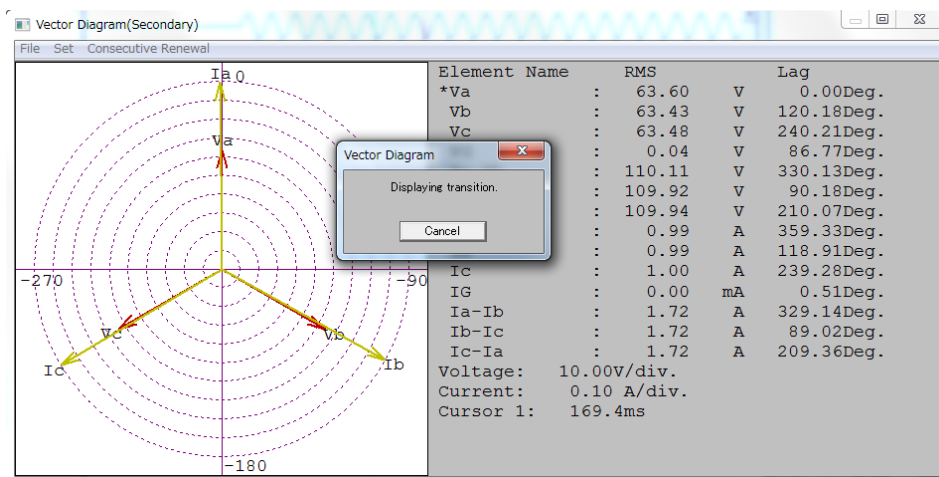 Vector Diagram(Secondary)
File Set Consecutive Renewal
Ia 0
Va
-270
-90
Vc
Vb
Ic
Ib
-180
Element Name RMS Lag
*Va : 63.60 V 0.00Deg.
Vb : 63.43 V 120.18Deg.
Vc : 63.48 V 240.21Deg.
: 0.04 V 86.77Deg.
: 110.11 V 330.13Deg.
: 109.92 V 90.18Deg.
: 109.94 V 210.07Deg.
: 0.99 A 359.33Deg.
: 0.99 A 118.91Deg.
Ic : 1.00 A 239.28Deg.
IG : 0.00 mA 0.51Deg.
Ia-Ib : 1.72 A 329.14Deg.
Ib-Ic : 1.72 A 89.02Deg.
Ic-Ia : 1.72 A 209.36Deg.
Voltage: 10.00V/div.
Current: 0.10 A/div.
Cursor 1: 169.4ms
Vector Diagram
Displaying transition.
Cancel